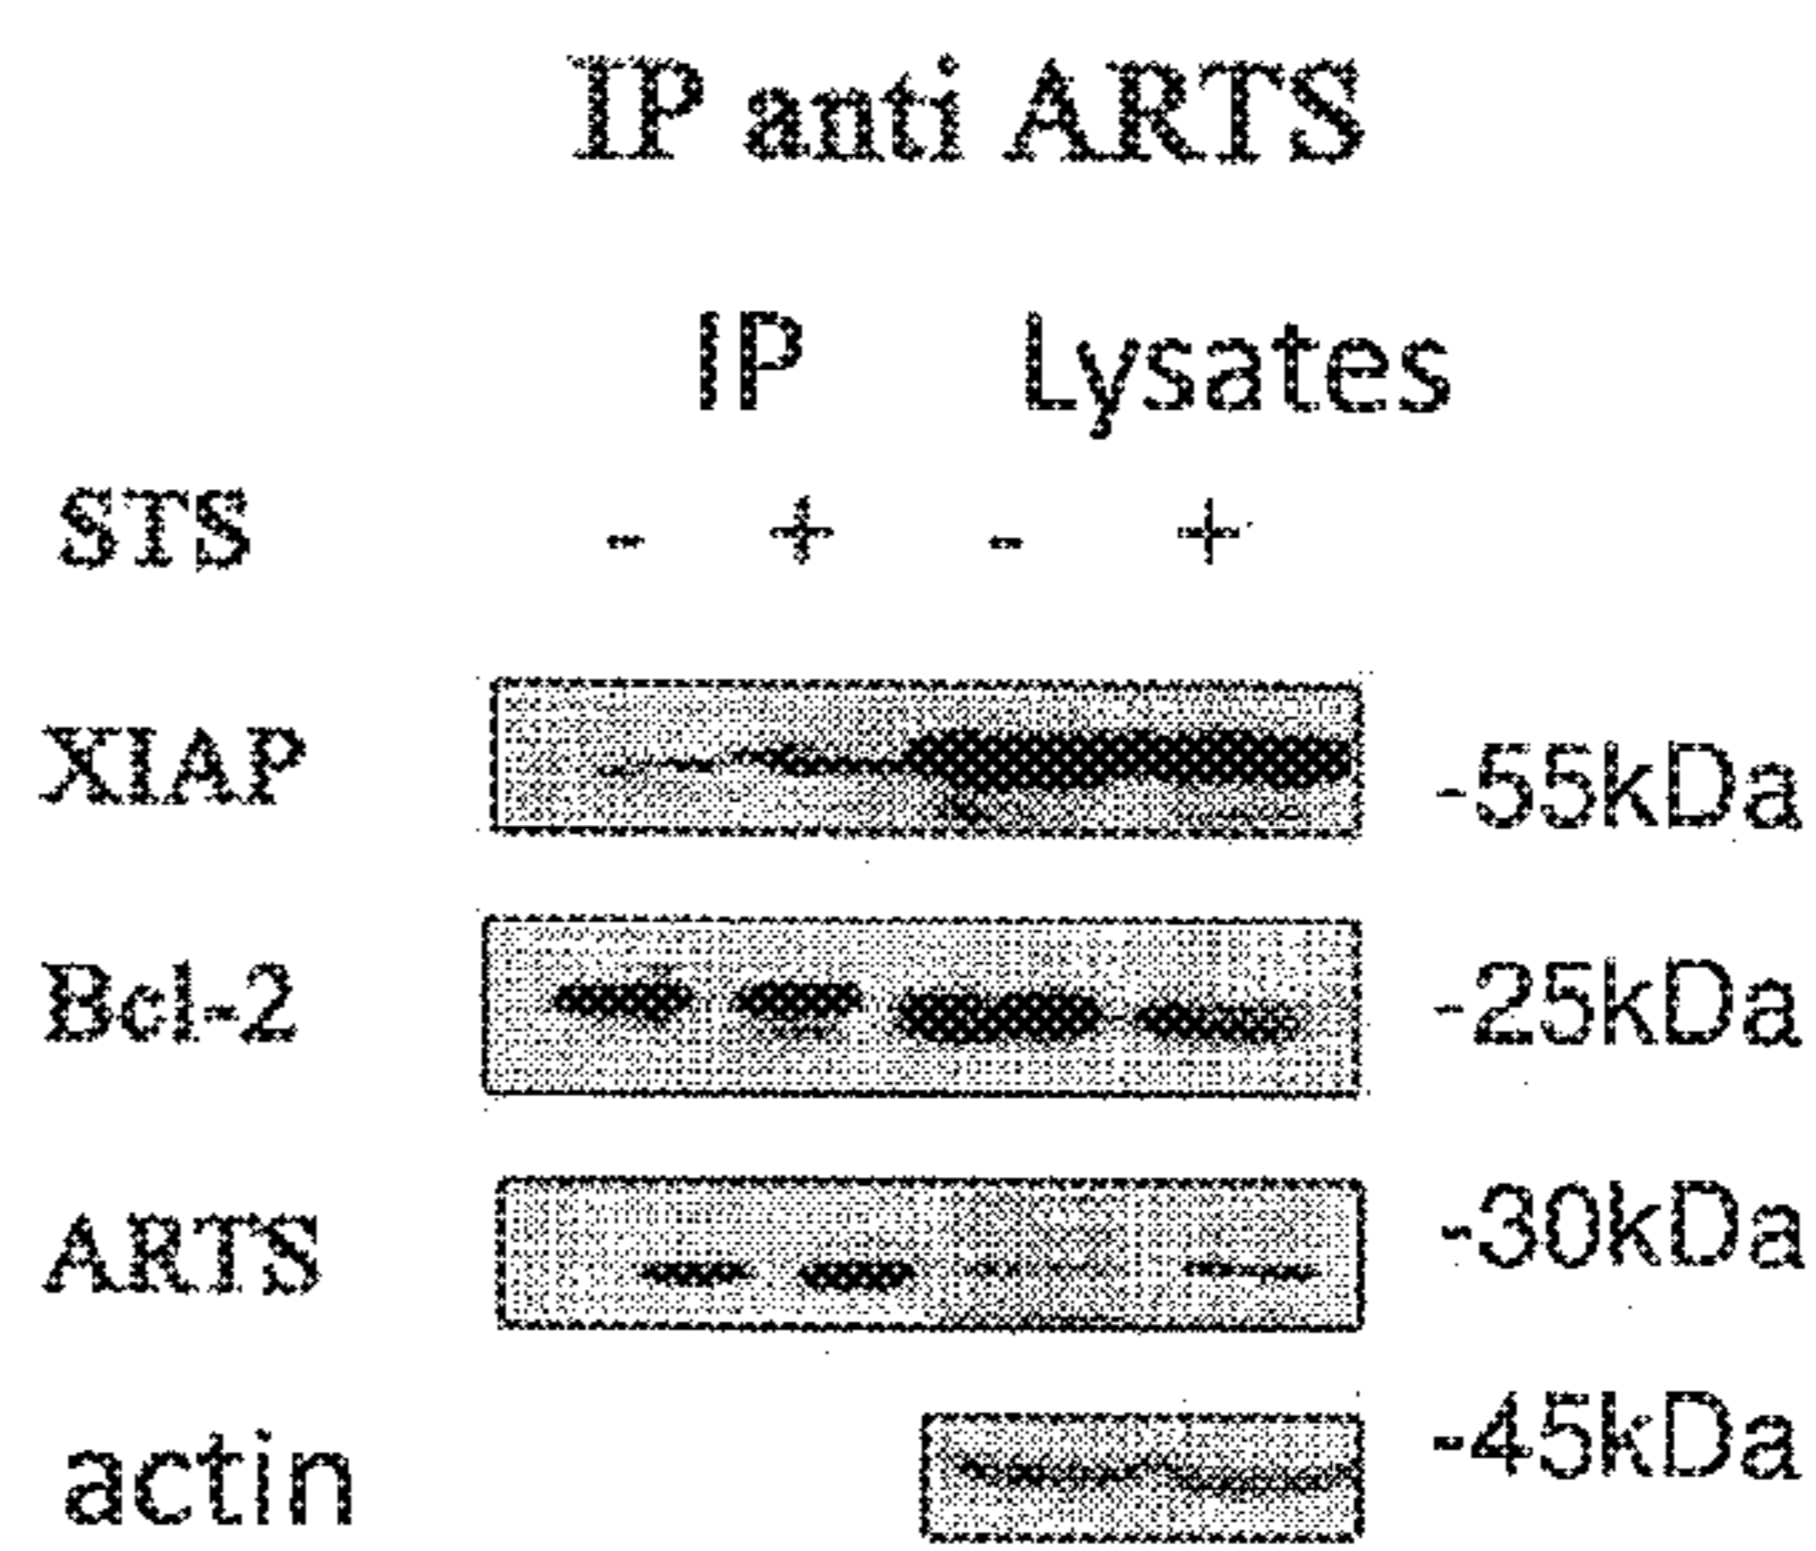 IP anti ARTS
IP Lysates
STS - + - +
XIAP -55kDa
Bcl-2 -25kDa
ARTS -30kDa
actin -45kDa